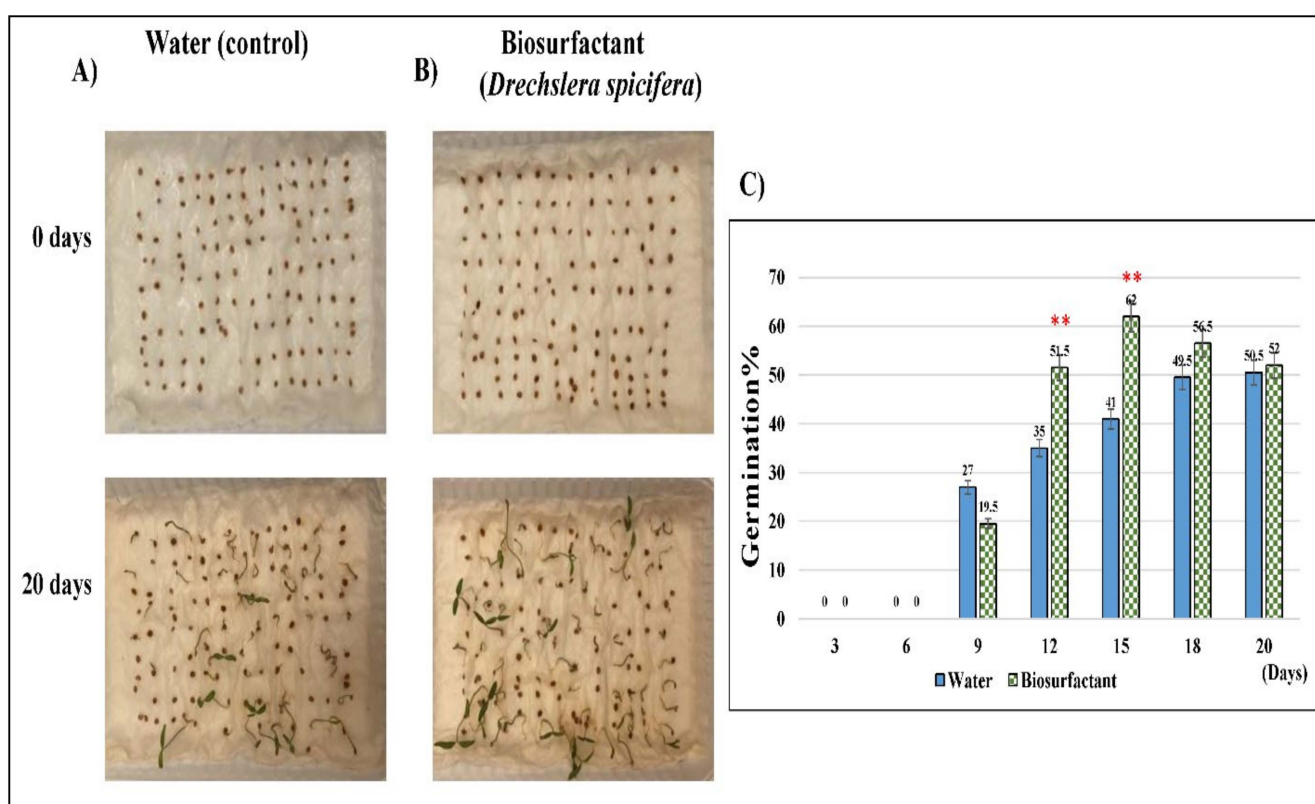 Water (control)
A)
Biosurfactant
B)
(Drechslera spicifera)
0 days
20 days
C)
Germination%
70
60
50
40
30
20
10
0
0 0
0 0
27
19.5
35
51.5
**
41
62
**
49.5
56.5
50.5
52
3 6 9 12 15 18 20
(Days)
Water Biosurfactant